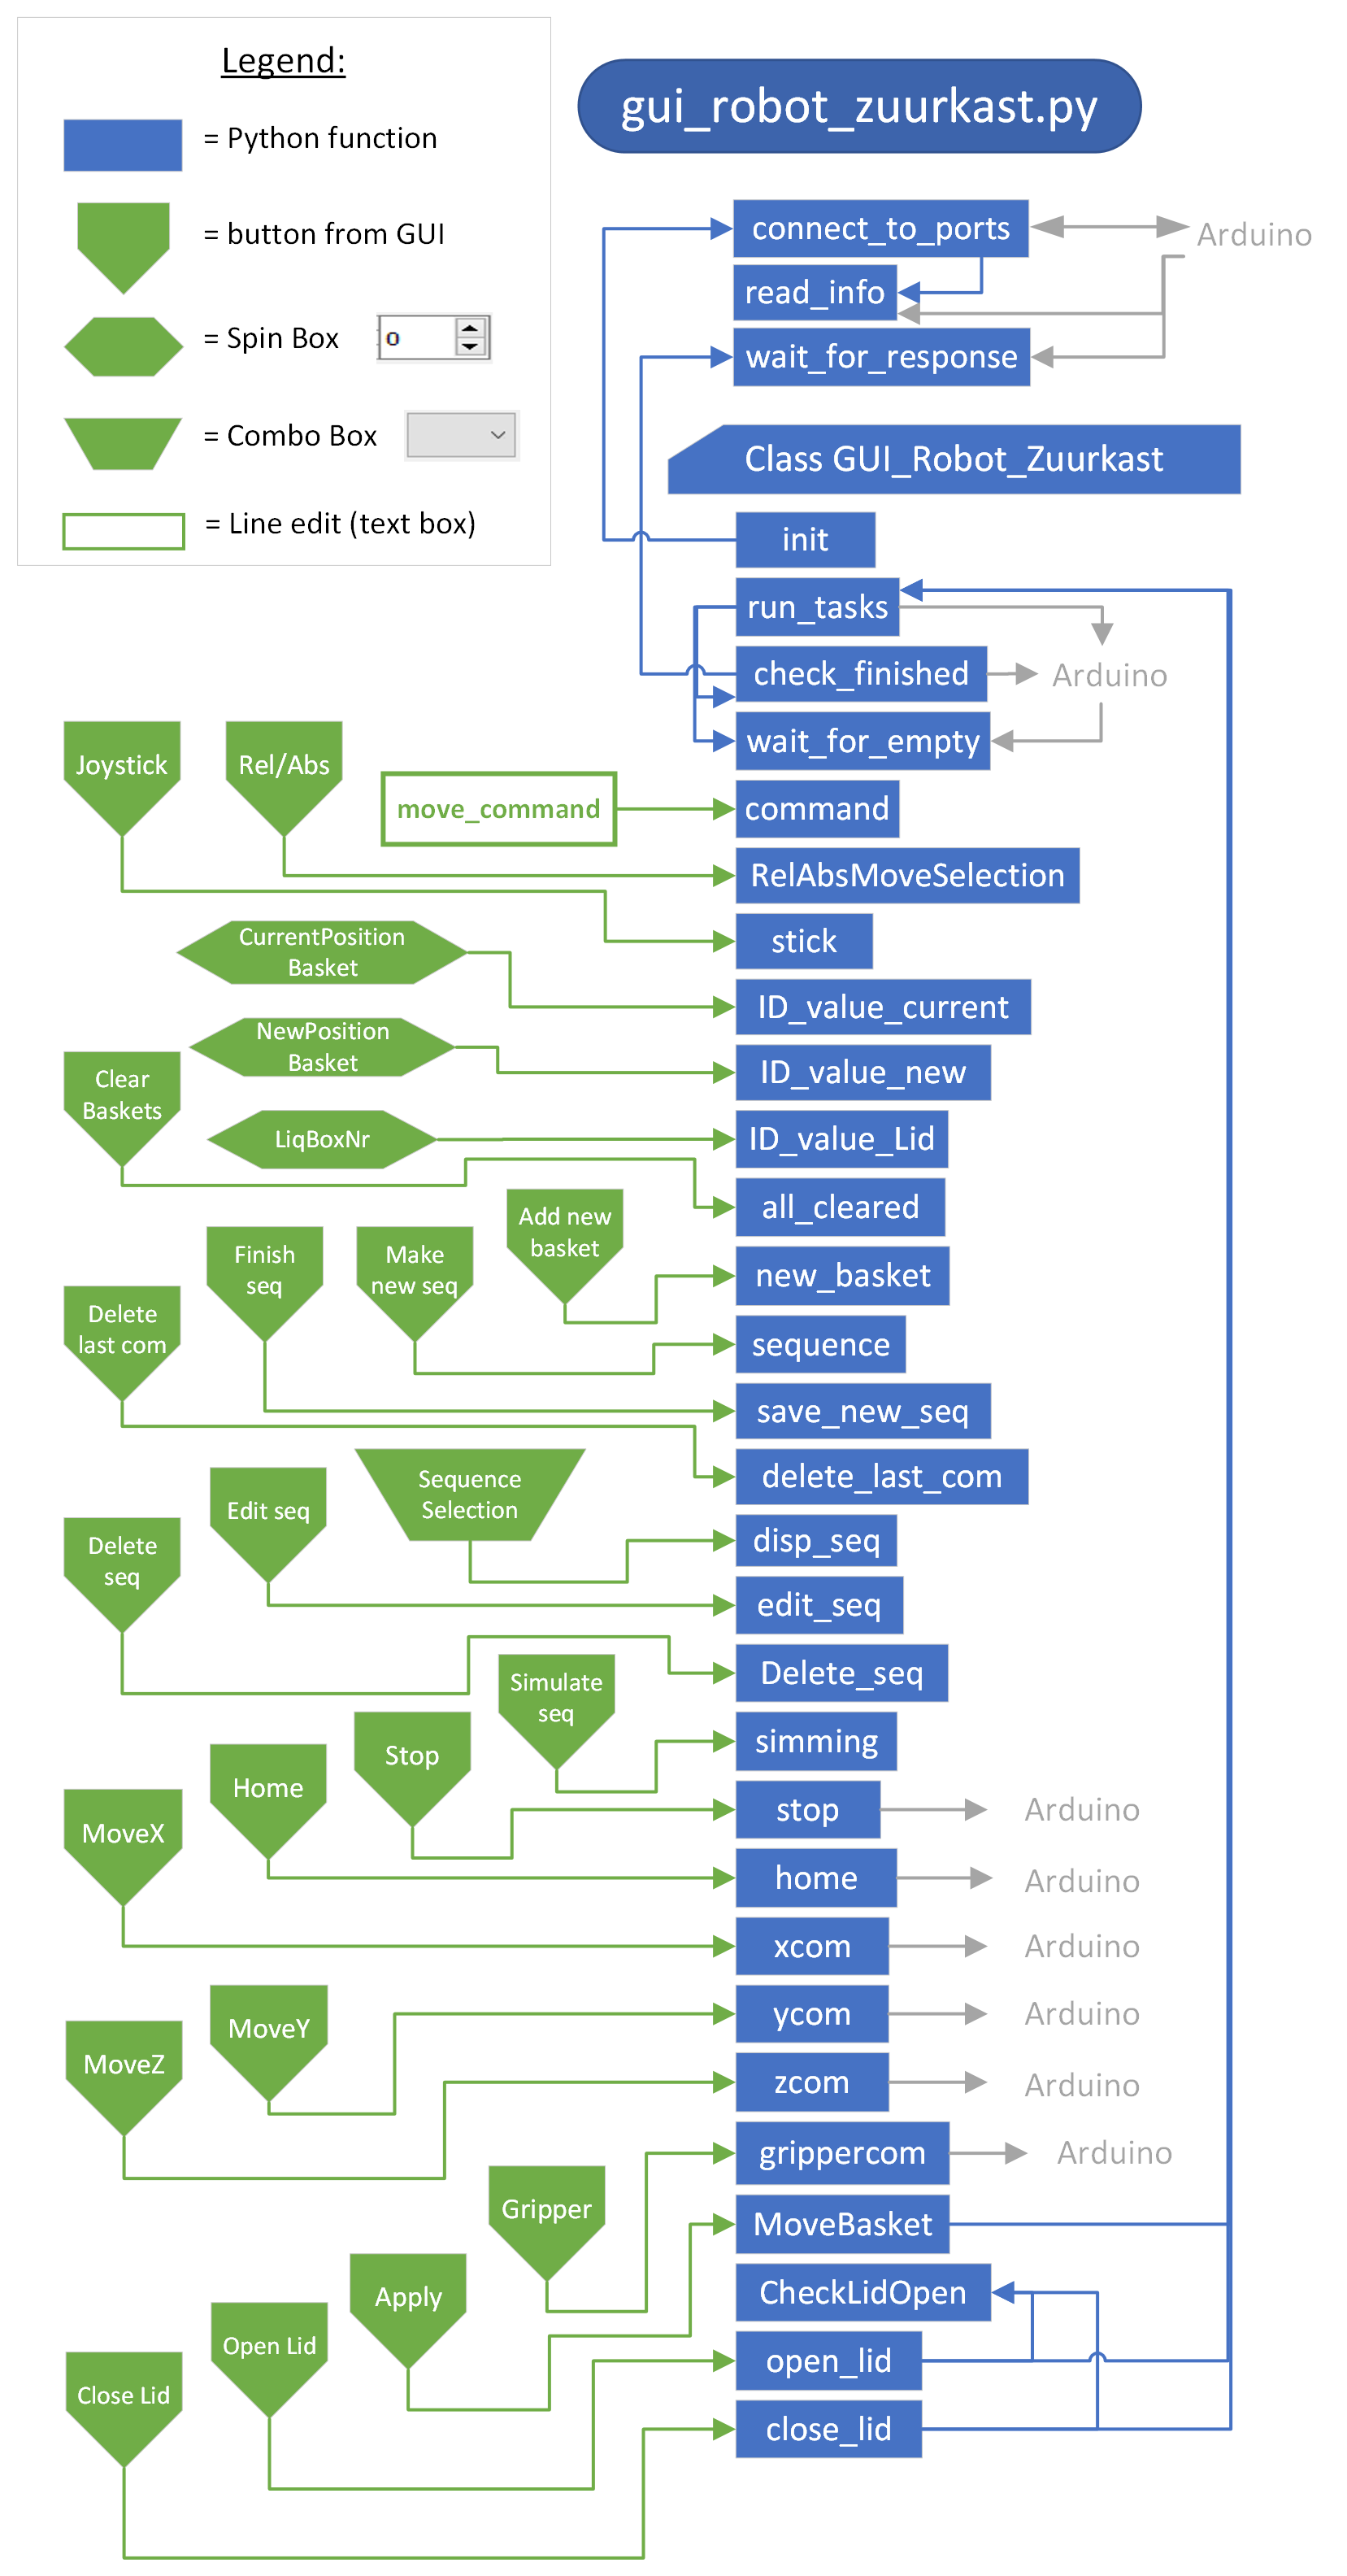 Legend:
= Python function
= button from GUI
= Spin Box
0
= Combo Box
= Line edit (text box)
gui_robot_zuurkast.py
connect_to_ports
Arduino
read_info
wait_for_response
Class GUI_Robot_Zuurkast
init
run_tasks
check_finished
Arduino
wait_for_empty
Joystick
Rel/Abs
move_command
command
RelAbsMoveSelection
stick
CurrentPosition
Basket
ID_value_current
NewPosition
Basket
ID_value_new
Clear
Baskets
LiqBoxNr
ID_value_Lid
all_cleared
Add new
basket
new_basket
Finish
seq
Make
new seq
sequence
Delete
last com
save_new_seq
delete_last_com
Sequence
Selection
Edit seq
disp_seq
Delete
seq
edit_seq
Delete_seq
Simulate
seq
simming
Stop
stop
Arduino
Home
home
Arduino
MoveX
xcom
Arduino
MoveY
ycom
Arduino
MoveZ
zcom
Arduino
grippercom
Arduino
Gripper
MoveBasket
Apply
CheckLidOpen
Open Lid
open_lid
Close Lid
close_lid